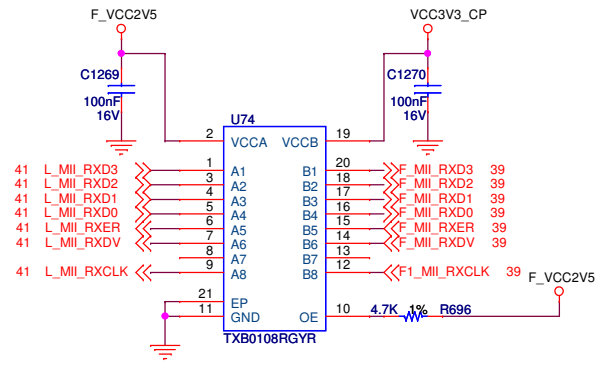 F_VCC2V5 VCC3V3_CP
C1269 C1270
100nF 100nF
16V U74 16V
2 VCCA VCCB 19
41 L_MII_RXD3 1 A1 B1 20 F_MII_RXD3 39
41 L_MII_RXD2 3 A2 B2 18 F_MII_RXD2 39
41 L_MII_RXD1 4 A3 B3 17 F_MII_RXD1 39
41 L_MII_RXD0 5 A4 B4 16 F_MII_RXD0 39
41 L_MII_RXER 6 A5 B5 15 F_MII_RXER 39
41 L_MII_RXDV 7 A6 B6 14 F_MII_RXDV 39
8 A7 B7 13
41 L_MII_RXCLK 9 A8 B8 12 F1_MII_RXCLK 39
F_VCC2V5
21 EP
11 GND OE 10 4.7K 1% R696
TXB0108RGYR